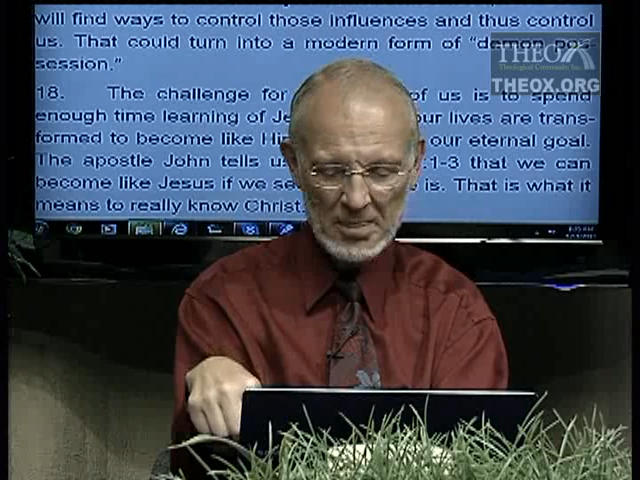 will find ways to control those influences and thus control
us. That could turn into a modern form of "demon pos-
session."
THEOX
THEOX.ORG
18. The challenge for of us is to spend
enough time learning of our lives are trans-
formed to become like our eternal goal.
The apostle John tells :1-3 that we can
become like Jesus if we is. That is what it
means to really know Christ.